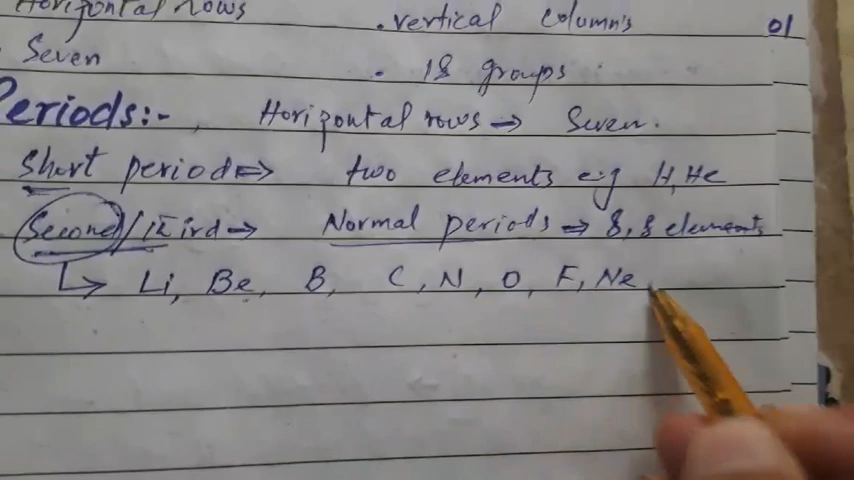 Horizontal rows . vertical columns 01
Seven . 18 groups
Periods:- , Horizontal rows → Seven.
Short period => two elements e.g H, He
Second/third → Normal periods => 8, 8 elements
↳ Li, Be, B, C, N, O, F, Ne